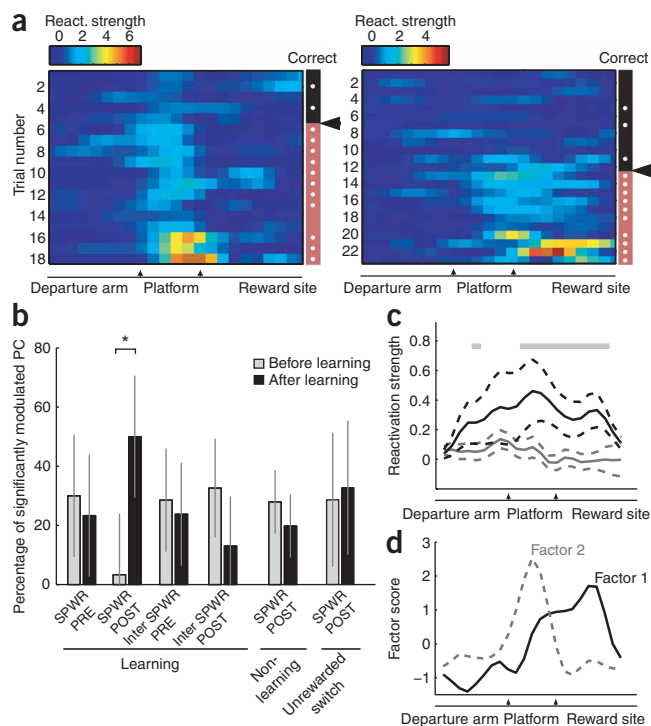 a
React. strength
0 2 4 6
Correct
React. strength
0 2 4
Correct
Trial number
2
4
6
8
10
12
14
16
18
2
4
6
8
10
12
14
16
18
20
22
Departure arm Platform Reward site
Departure arm Platform Reward site
b
Percentage of significantly modulated PC
80
60
40
20
0
*
Before learning
After learning
SPWR PRE
SPWR POST
Inter SPWR PRE
Inter SPWR POST
SPWR POST
SPWR POST
Learning
Non-learning
Unrewarded switch
c
Reactivation strength
0.8
0.6
0.4
0.2
0
Departure arm Platform Reward site
d
Factor score
3
2
1
0
−1
Factor 2
Factor 1
Departure arm Platform Reward site